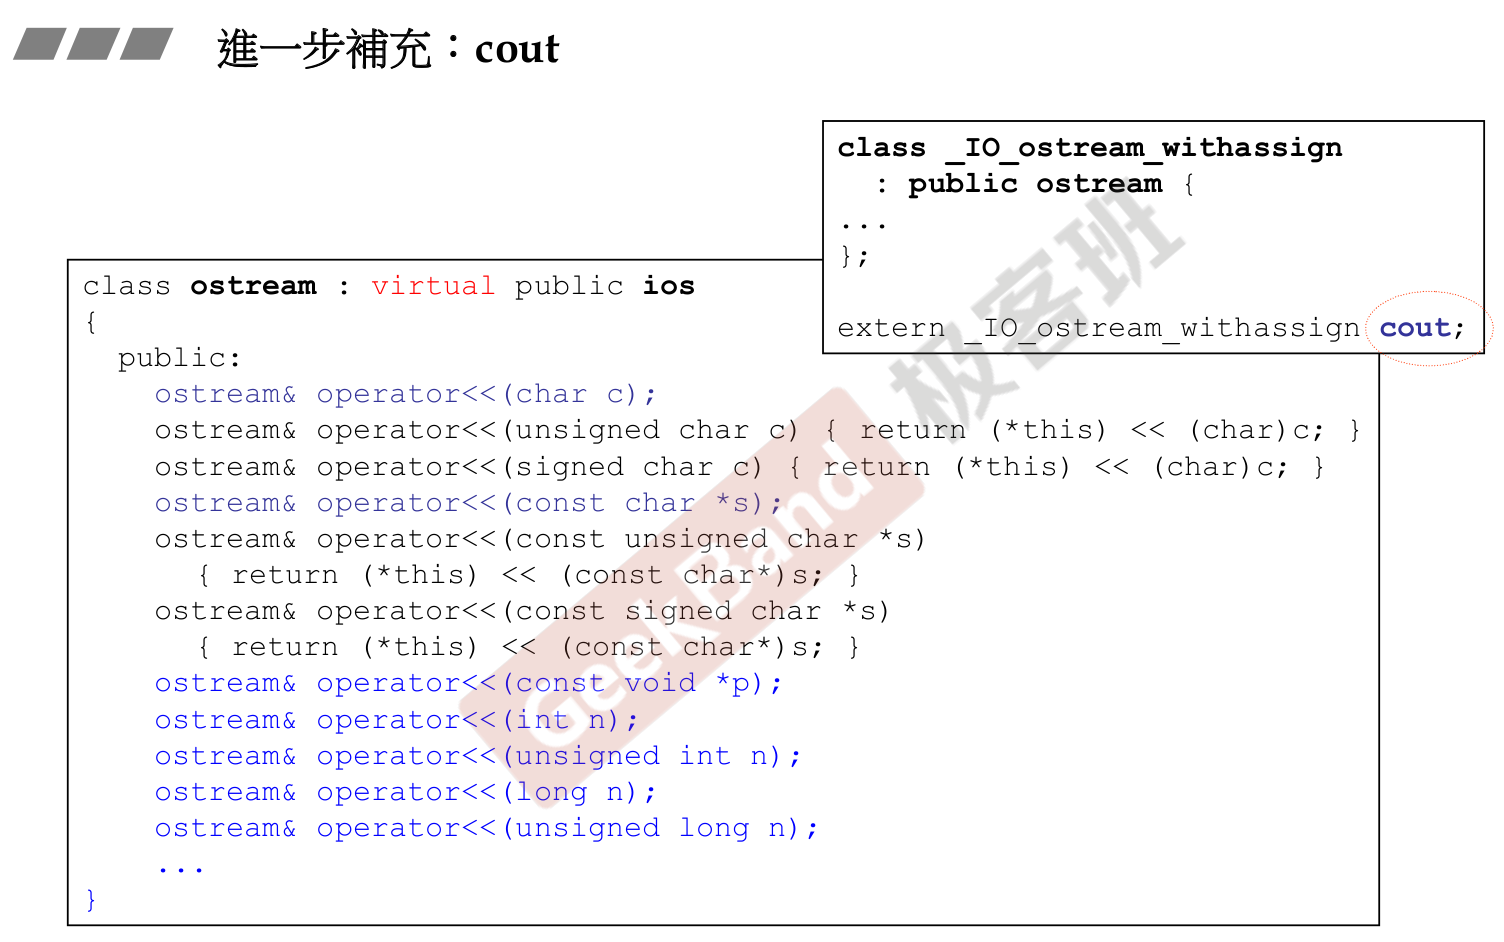 進一步補充：cout
class _IO_ostream_withassign
: public ostream {
...
};
extern _IO_ostream_withassign cout;
class ostream : virtual public ios
{
public:
ostream& operator<<(char c);
ostream& operator<<(unsigned char c) { return (*this) << (char)c; }
ostream& operator<<(signed char c) { return (*this) << (char)c; }
ostream& operator<<(const char *s);
ostream& operator<<(const unsigned char *s)
{ return (*this) << (const char*)s; }
ostream& operator<<(const signed char *s)
{ return (*this) << (const char*)s; }
ostream& operator<<(const void *p);
ostream& operator<<(int n);
ostream& operator<<(unsigned int n);
ostream& operator<<(long n);
ostream& operator<<(unsigned long n);
...
}
GeekBand 极客班